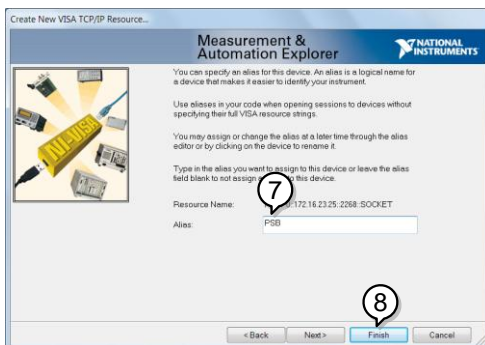 Create New VISA TCP/IP Resource...
Measurement &
Automation Explorer
NATIONAL
INSTRUMENTS
NI-VISA
You can specify an alias for this device. An alias is a logical name for
a device that makes it easier to identify your instrument.
Use aliases in your code when opening sessions to devices without
specifying their full VISA resource strings.
You may assign or change the alias at a later time through the alias
editor or by clicking on the device to rename it.
Type in the alias you want to assign to this device or leave the alias
field blank to not assign to this device.
7
Resource Name: ::172.16.23.25::2268::SOCKET
Alias: PSB
8
< Back Next > Finish Cancel